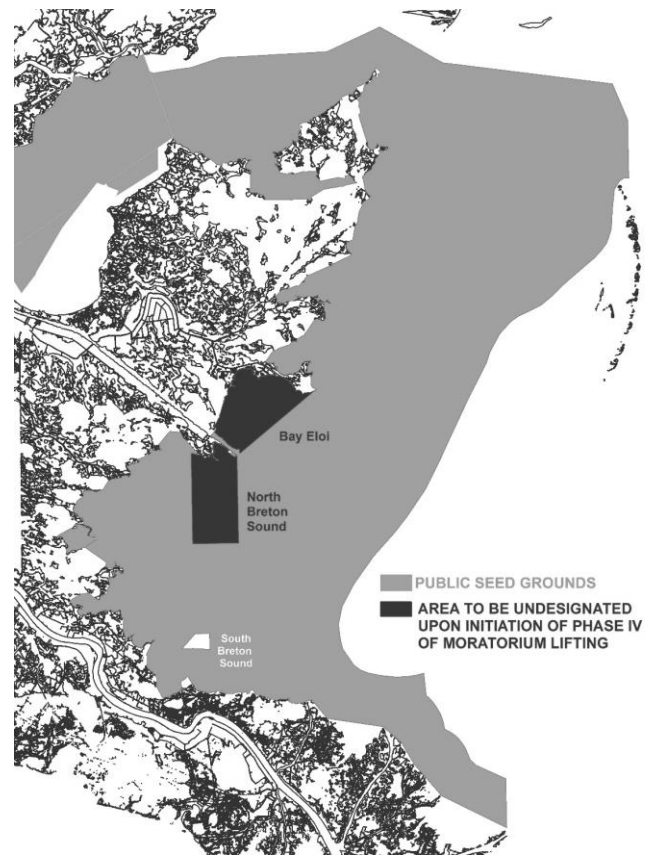 Bay Eloi
North
Breton
Sound
PUBLIC SEED GROUNDS
AREA TO BE UNDESIGNATED
UPON INITIATION OF PHASE IV
OF MORATORIUM LIFTING
South
Breton
Sound